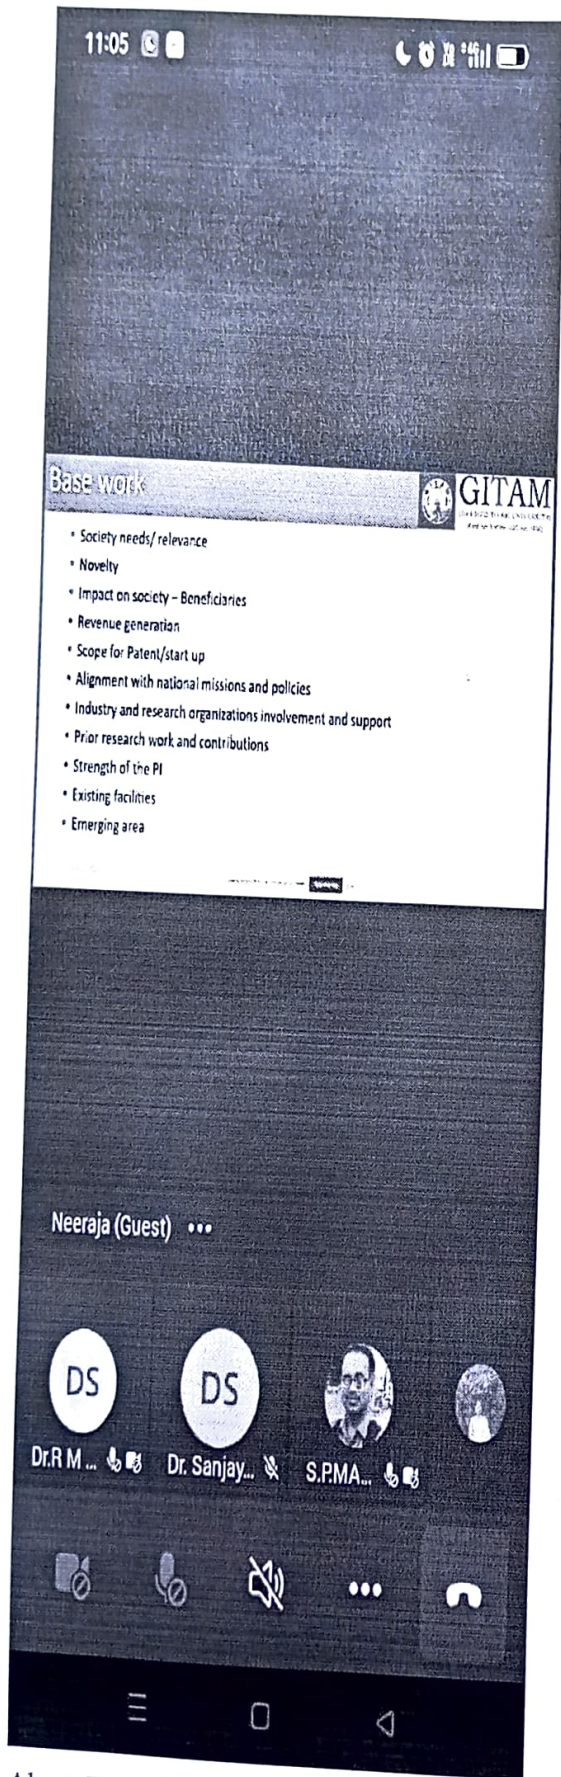 11:05
Base work
GITAM
• Society needs/ relevance
• Novelty
• Impact on society – Beneficiaries
• Revenue generation
• Scope for Patent/start up
• Alignment with national missions and policies
• Industry and research organizations involvement and support
• Prior research work and contributions
• Strength of the PI
• Existing facilities
• Emerging area
Neeraja (Guest) •••
DS DS
Dr.R M ... Dr. Sanjay... S.P.MA...